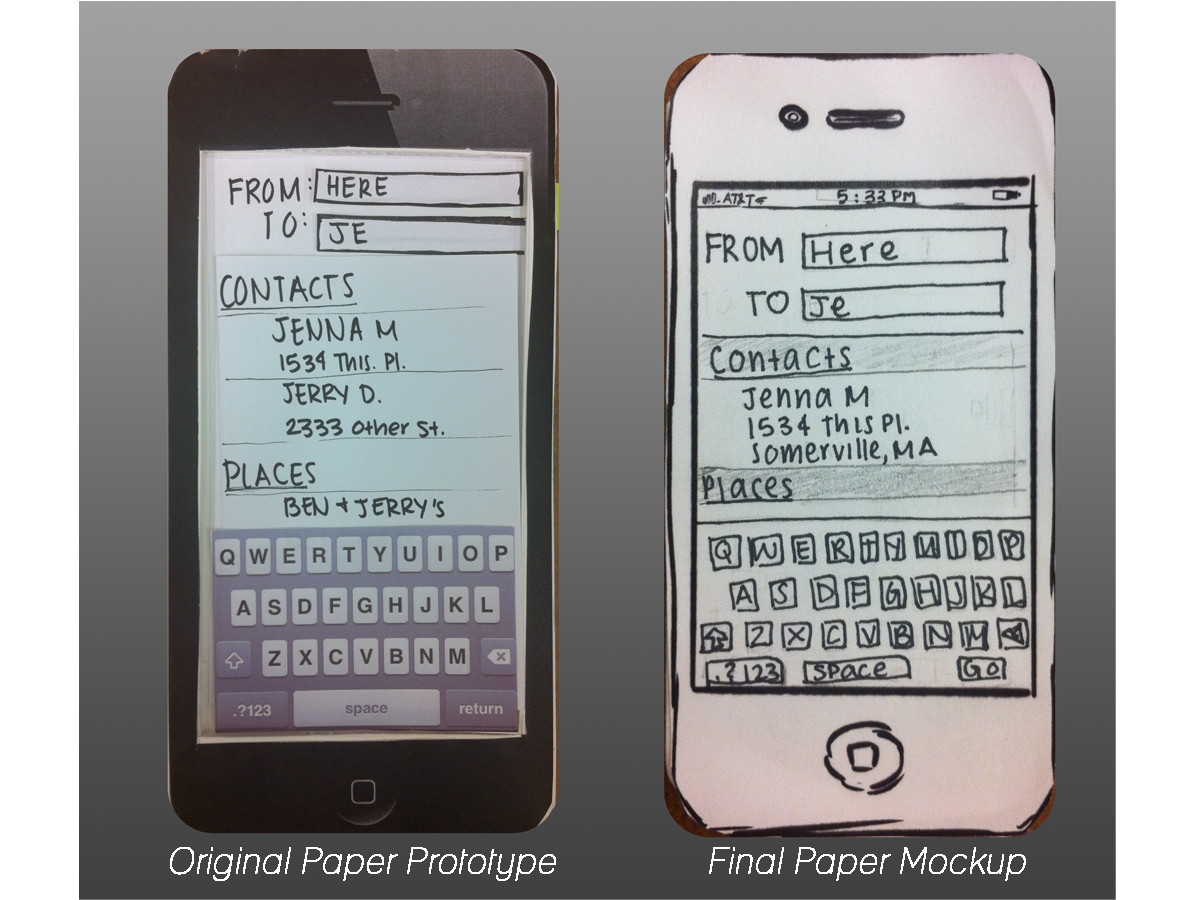 FROM: HERE
TO: JE
CONTACTS
JENNA M
1534 This. Pl.
JERRY D.
2333 Other St.
PLACES
BEN + JERRY'S
Q W E R T Y U I O P
A S D F G H J K L
Z X C V B N M
.?123 space return
Original Paper Prototype
AT&T 5:33 PM
FROM Here
TO Je
Contacts
Jenna M
1534 This Pl.
Somerville, MA
Places
Q W E R T Y U I O P
A S D F G H J K L
Z X C V B N M
.?123 space Go
Final Paper Mockup